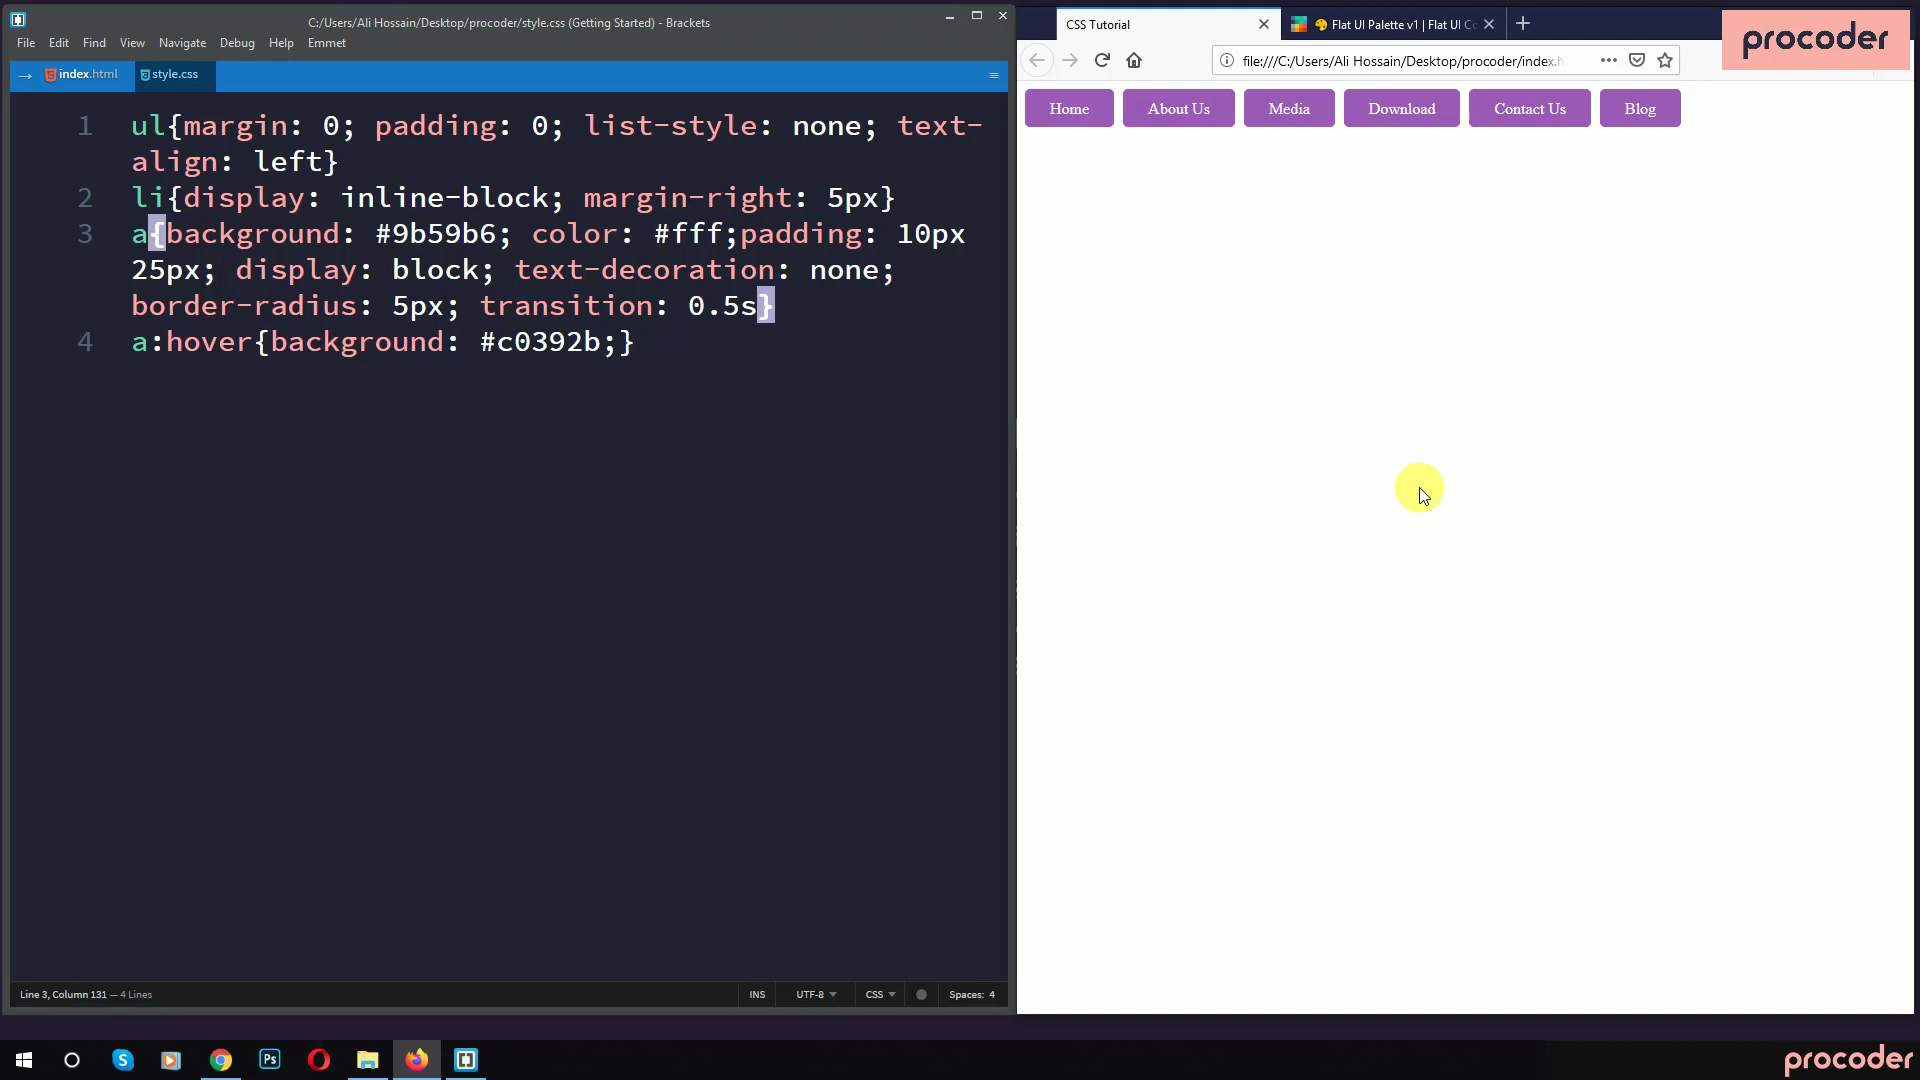 C:/Users/Ali Hossain/Desktop/procoder/style.css (Getting Started) - Brackets
File Edit Find View Navigate Debug Help Emmet
index.html style.css
1 ul{margin: 0; padding: 0; list-style: none; text-
align: left}
2 li{display: inline-block; margin-right: 5px}
3 a{background: #9b59b6; color: #fff;padding: 10px
25px; display: block; text-decoration: none;
border-radius: 5px; transition: 0.5s}
4 a:hover{background: #c0392b;}
Line 3, Column 131 — 4 Lines
INS UTF-8 CSS Spaces: 4
CSS Tutorial
Flat UI Palette v1 | Flat UI Co
procoder
file:///C:/Users/Ali Hossain/Desktop/procoder/index.h
Home About Us Media Download Contact Us Blog
Ps
procoder